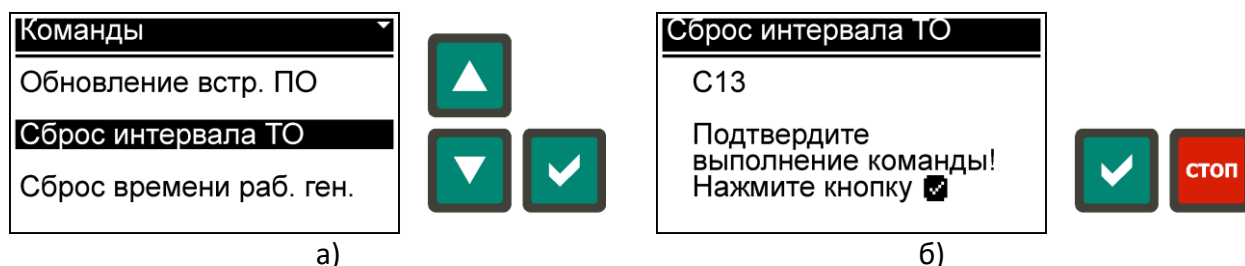 Команды
Обновление встр. ПО
Сброс интервала ТО
Сброс времени раб. ген.
а)
Сброс интервала ТО
С13
Подтвердите
выполнение команды!
Нажмите кнопку
СТОП
б)